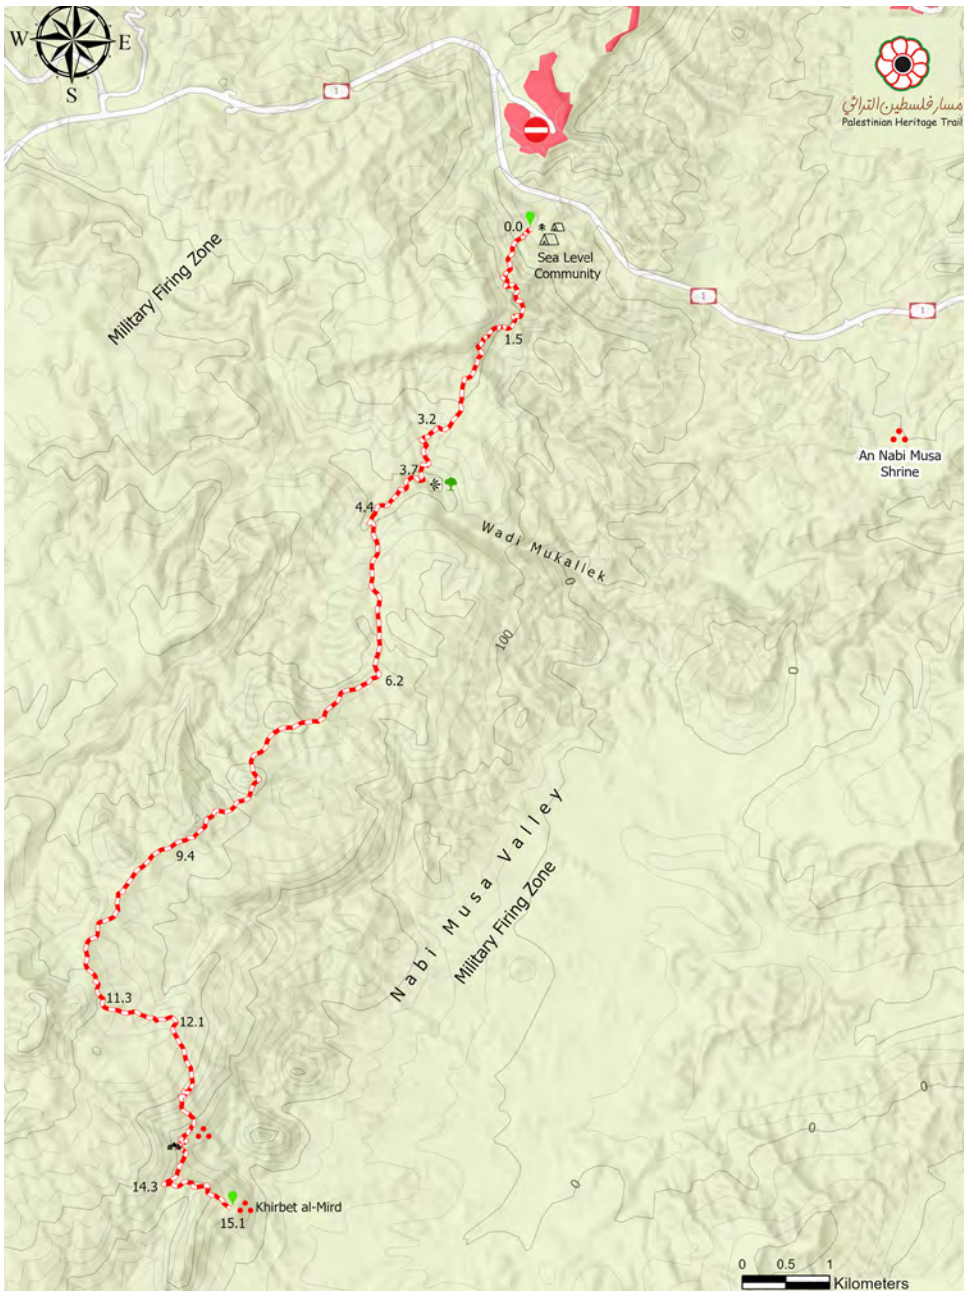 W
E
S
1
مسار فلسطين التراثي
Palestinian Heritage Trail
0.0
Sea Level
Community
Military Firing Zone
1
1
1.5
3.2
An Nabi Musa
Shrine
3.7
4.4
Wadi Mukallek
0
100
0
6.2
Nabi Musa Valley
Military Firing Zone
9.4
11.3
12.1
0
0
14.3
0
Khirbet al-Mird
15.1
0 0.5 1
Kilometers